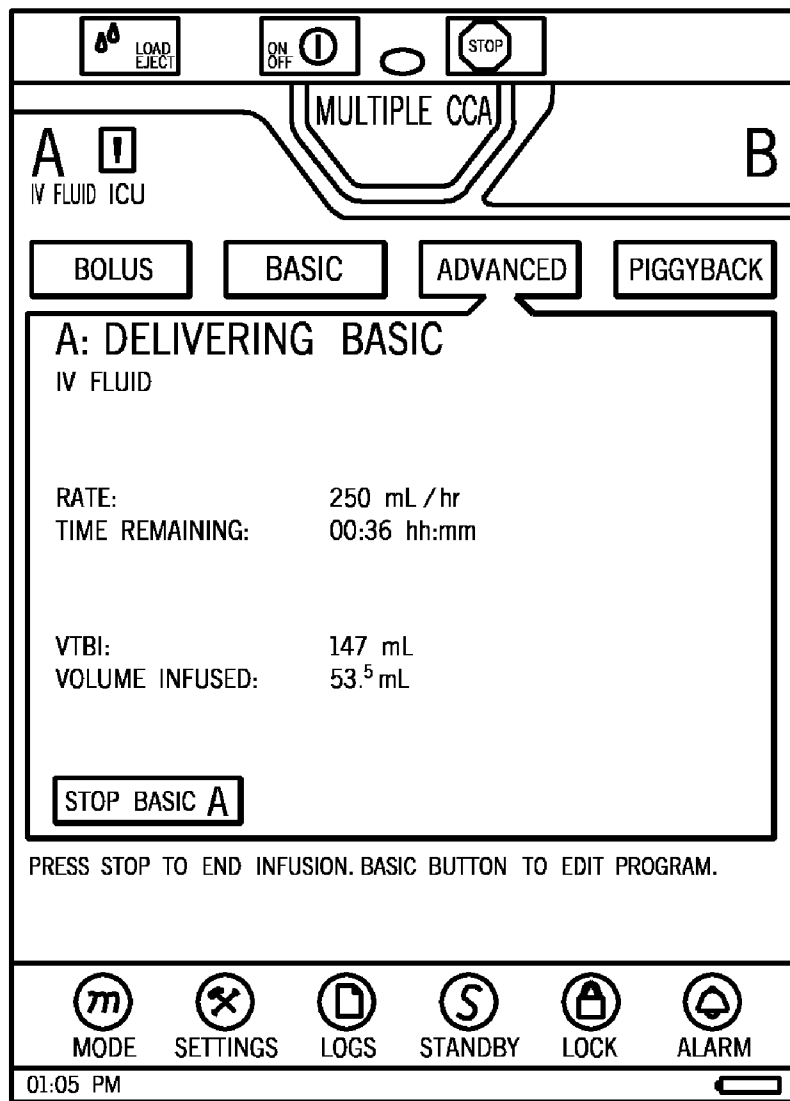 LOAD
EJECT
ON
OFF
STOP
MULTIPLE CCA
A !
B
IV FLUID ICU
BOLUS BASIC ADVANCED PIGGYBACK
A: DELIVERING BASIC
IV FLUID
RATE: 250 mL/hr
TIME REMAINING: 00:36 hh:mm
VTBI: 147 mL
VOLUME INFUSED: 53.⁵ mL
STOP BASIC A
PRESS STOP TO END INFUSION. BASIC BUTTON TO EDIT PROGRAM.
m S
MODE SETTINGS LOGS STANDBY LOCK ALARM
01:05 PM